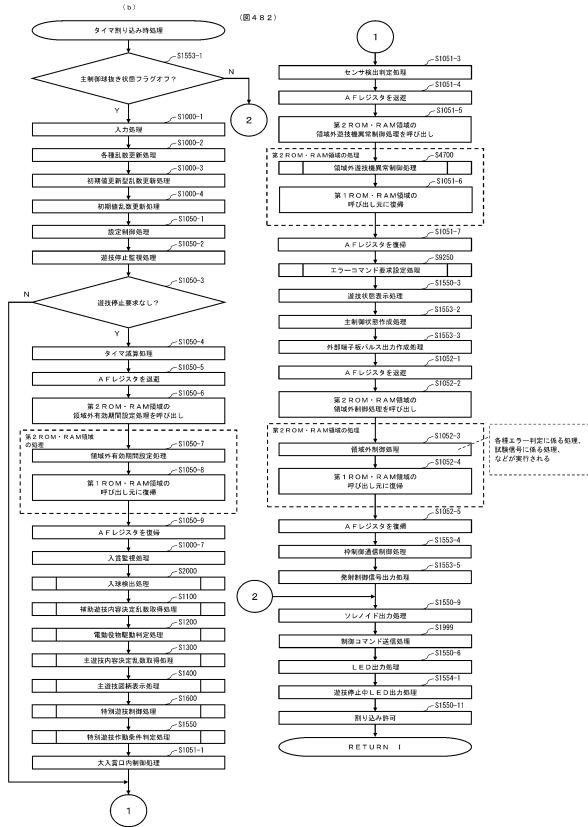 (図482)
(b)
タイマ割り込み時処理
S1553-1
主制御球抜き状態フラグオフ?
N
2
Y
S1000-1
入力処理
S1000-2
各種乱数更新処理
S1000-3
初期値更新型乱数更新処理
S1000-4
初期値乱数更新処理
S1050-1
設定制御処理
S1050-2
遊技停止監視処理
S1050-3
遊技停止要求なし?
N
Y
S1050-4
タイマ減算処理
S1050-5
AFレジスタを退避
S1050-6
第2ROM・RAM領域の
領域外有効期間設定処理を呼び出し
第2ROM・RAM領域
の処理
S1050-7
領域外有効期間設定処理
S1050-8
第1ROM・RAM領域の
呼び出し元に復帰
S1050-9
AFレジスタを復帰
S1000-7
入賞監視処理
S2000
入球検出処理
S1100
補助遊技内容決定乱数取得処理
S1200
電動役物駆動判定処理
S1300
主遊技内容決定乱数取得処理
S1400
主遊技図柄表示処理
S1600
特別遊技制御処理
S1550
特別遊技作動条件判定処理
S1051-1
大入賞口内制御処理
1
1
S1051-3
センサ検出判定処理
S1051-4
AFレジスタを退避
S1051-5
第2ROM・RAM領域の
領域外遊技機異常制御処理を呼び出し
第2ROM・RAM領域の処理
S4700
領域外遊技機異常制御処理
S1051-6
第1ROM・RAM領域の
呼び出し元に復帰
S1051-7
AFレジスタを復帰
S9250
エラーコマンド要求設定処理
S1550-3
遊技状態表示処理
S1553-2
主制御状態作成処理
S1553-3
外部端子板パルス出力作成処理
S1052-1
AFレジスタを退避
S1052-2
第2ROM・RAM領域の
領域外制御処理を呼び出し
第2ROM・RAM領域の処理
S1052-3
領域外制御処理
S1052-4
第1ROM・RAM領域の
呼び出し元に復帰
各種エラー判定に係る処理、
試験信号に係る処理、
などが実行される
S1052-5
AFレジスタを復帰
S1553-4
枠制御通信制御処理
S1553-5
発射制御信号出力処理
2
S1550-9
ソレノイド出力処理
S1999
制御コマンド送信処理
S1550-6
LED出力処理
S1554-1
遊技停止中LED出力処理
S1550-11
割り込み許可
RETURN I